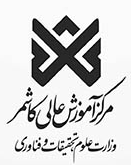 مرکز آموزش عالی کاشمر
وزارت علوم تحقیقات و فناوری